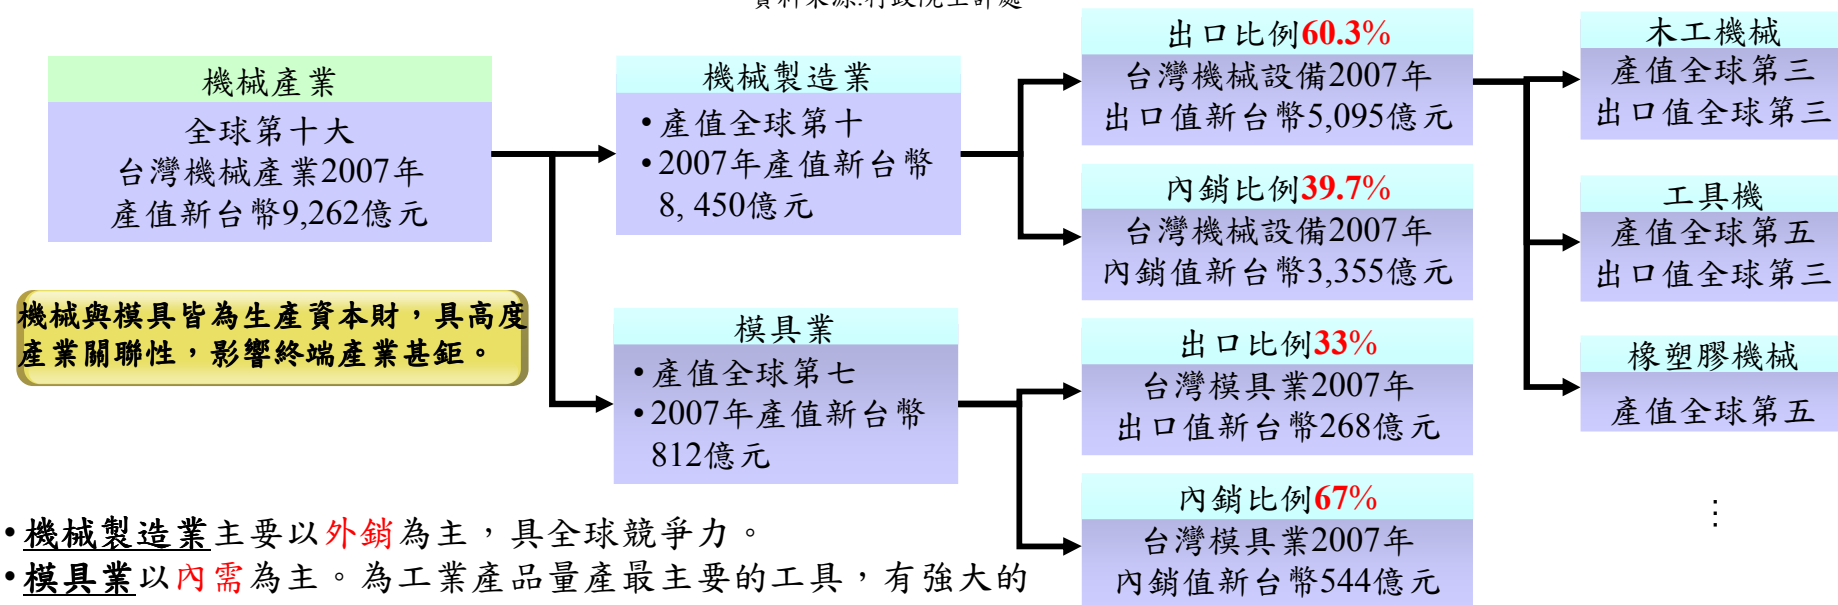 資料來源:行政院主計處
機械產業
全球第十大
台灣機械產業2007年
產值新台幣9,262億元
機械與模具皆為生產資本財，具高度
產業關聯性，影響終端產業甚鉅。
機械製造業
•產值全球第十
•2007年產值新台幣
8, 450億元
模具業
•產值全球第七
•2007年產值新台幣
812億元
出口比例60.3%
台灣機械設備2007年
出口值新台幣5,095億元
內銷比例39.7%
台灣機械設備2007年
內銷值新台幣3,355億元
出口比例33%
台灣模具業2007年
出口值新台幣268億元
內銷比例67%
台灣模具業2007年
內銷值新台幣544億元
木工機械
產值全球第三
出口值全球第三
工具機
產值全球第五
出口值全球第三
橡塑膠機械
產值全球第五
⋮
•機械製造業主要以外銷為主，具全球競爭力。
•模具業以內需為主。為工業產品量產最主要的工具，有強大的